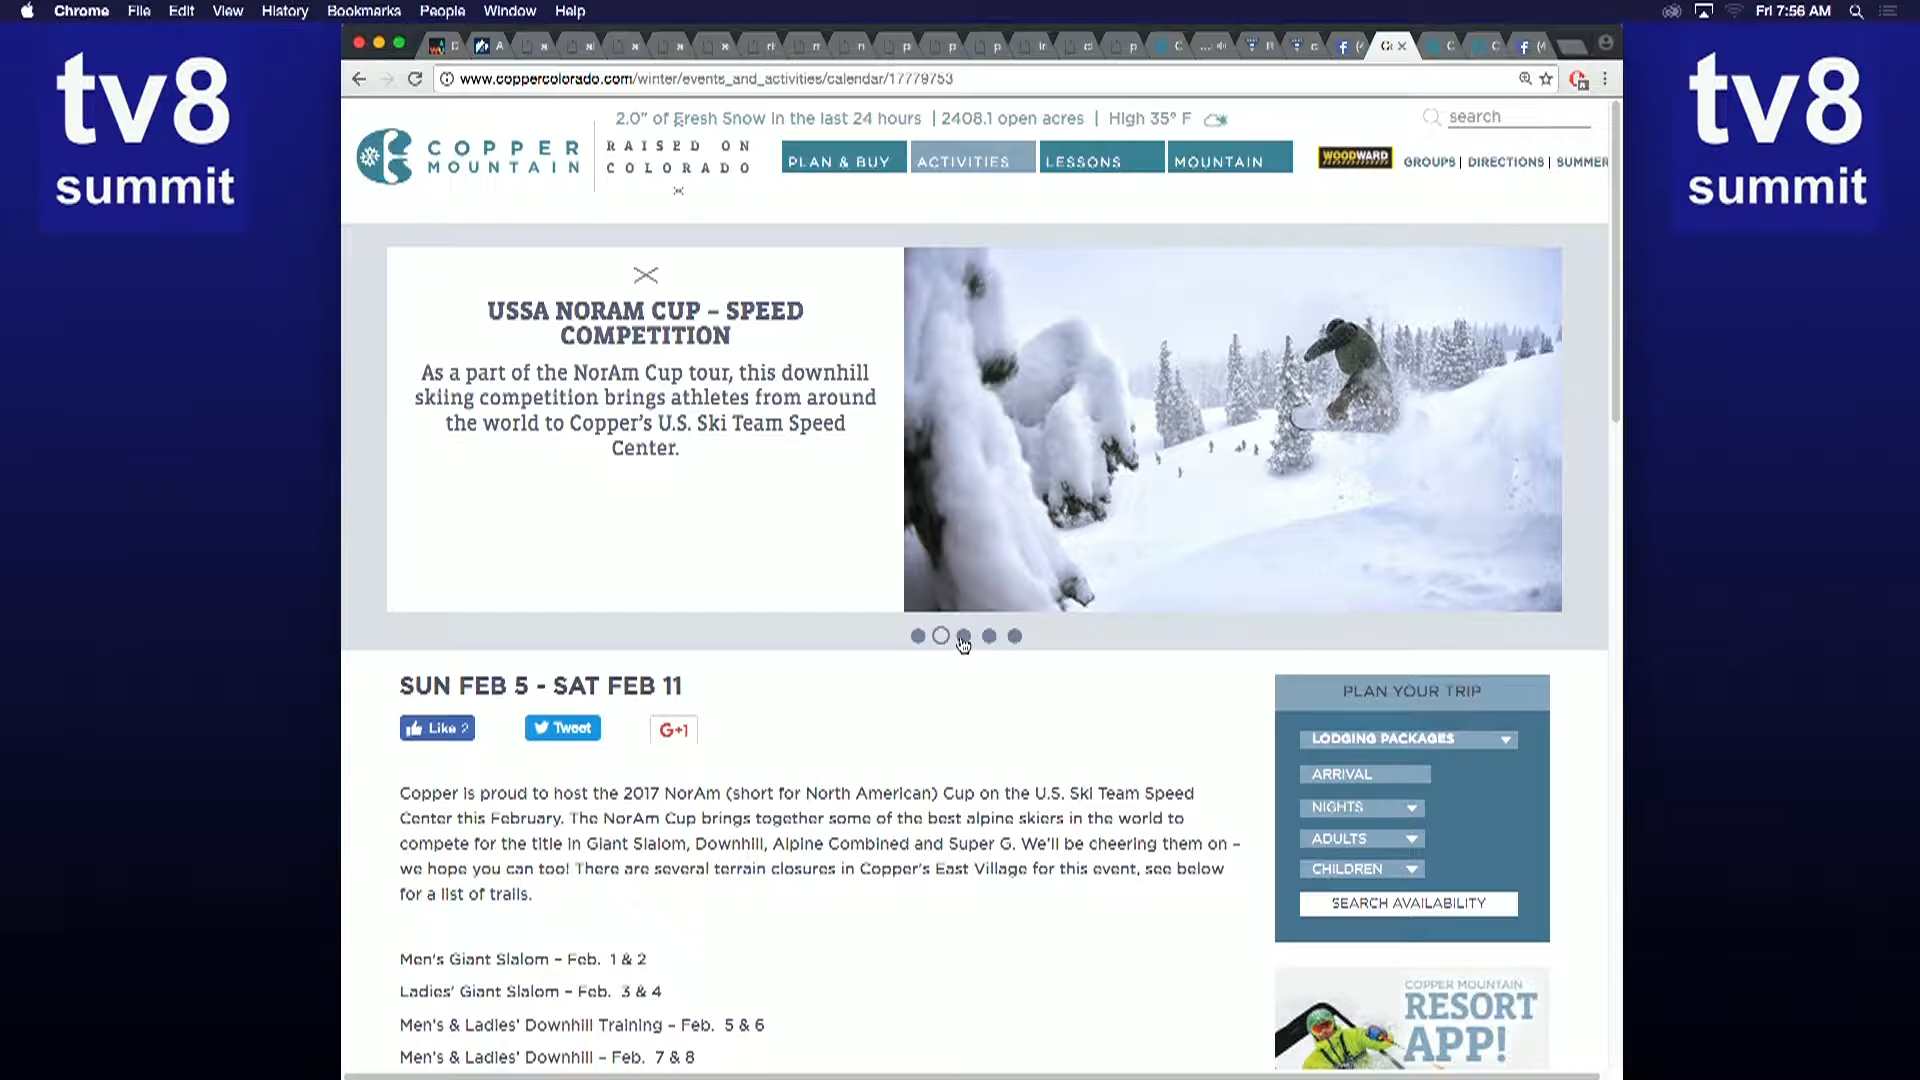 Chrome File Edit View History Bookmarks People Window Help Fri 7:56 AM
tv8
summit
tv8
summit
www.coppercolorado.com/winter/events_and_activities/calendar/17779753
2.0" of Fresh Snow in the last 24 hours | 2408.1 open acres | High 35° F
search
COPPER
MOUNTAIN
RAISED ON
COLORADO
PLAN & BUY ACTIVITIES LESSONS MOUNTAIN
WOODWARD
GROUPS | DIRECTIONS | SUMMER
USSA NORAM CUP – SPEED
COMPETITION
As a part of the NorAm Cup tour, this downhill
skiing competition brings athletes from around
the world to Copper's U.S. Ski Team Speed
Center.
SUN FEB 5 - SAT FEB 11
Like 2
Tweet
G+1
Copper is proud to host the 2017 NorAm (short for North American) Cup on the U.S. Ski Team Speed
Center this February. The NorAm Cup brings together some of the best alpine skiers in the world to
compete for the title in Giant Slalom, Downhill, Alpine Combined and Super G. We'll be cheering them on –
we hope you can too! There are several terrain closures in Copper's East Village for this event, see below
for a list of trails.
Men's Giant Slalom – Feb. 1 & 2
Ladies' Giant Slalom – Feb. 3 & 4
Men's & Ladies' Downhill Training – Feb. 5 & 6
Men's & Ladies' Downhill – Feb. 7 & 8
PLAN YOUR TRIP
LODGING PACKAGES
ARRIVAL
NIGHTS
ADULTS
CHILDREN
SEARCH AVAILABILITY
COPPER MOUNTAIN
RESORT
APP!